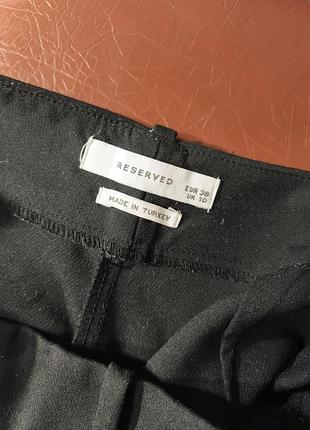 RESERVED
EUR 38
UK 10
MADE IN TURKEY